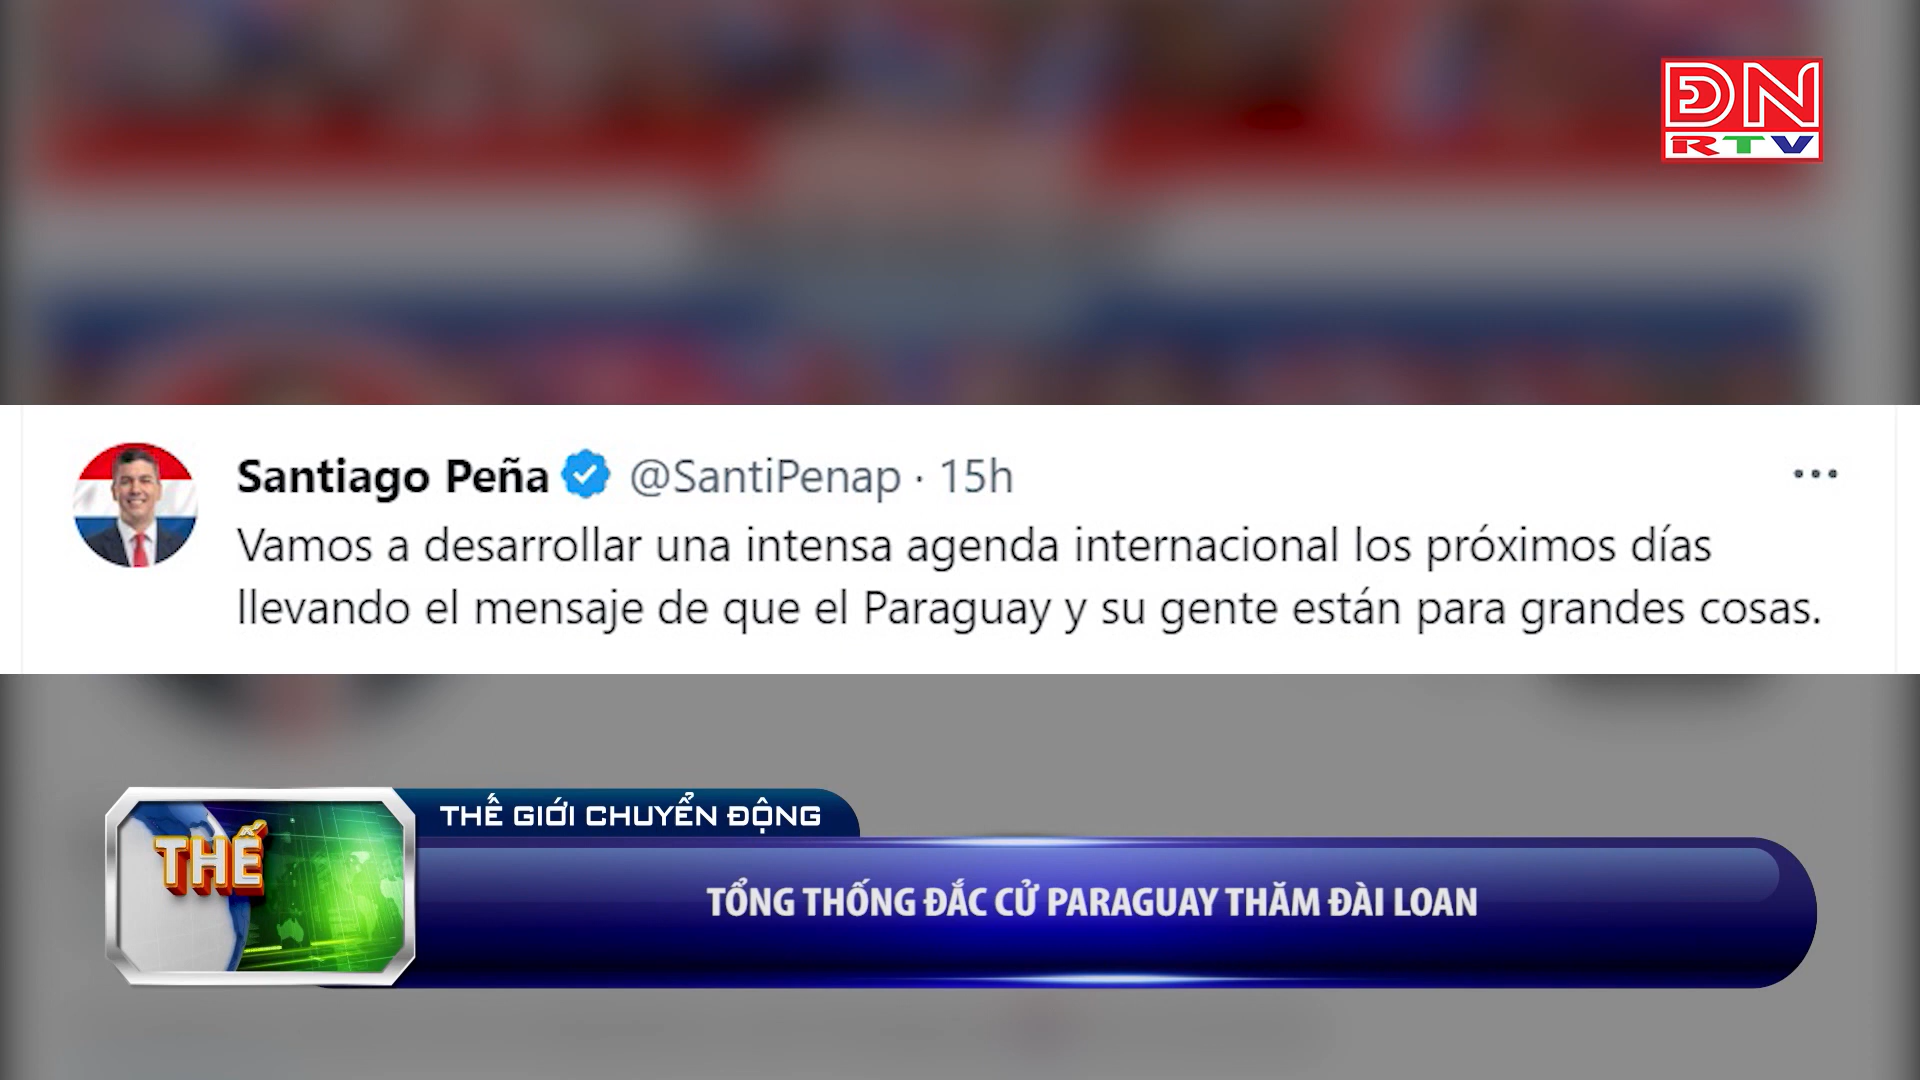 ĐN
RTV
Santiago Peña @SantiPenap · 15h
Vamos a desarrollar una intensa agenda internacional los próximos días
llevando el mensaje de que el Paraguay y su gente están para grandes cosas.
THẾ GIỚI CHUYỂN ĐỘNG
THẾ
TỔNG THỐNG ĐẮC CỬ PARAGUAY THĂM ĐÀI LOAN